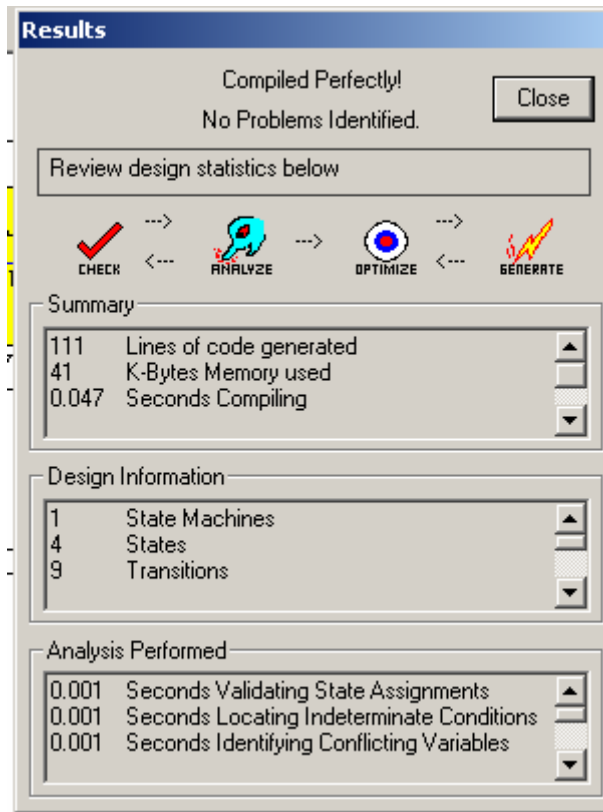 Results
Compiled Perfectly!
Close
No Problems Identified.
Review design statistics below
---> ---> --->
CHECK <--- ANALYZE OPTIMIZE <--- GENERATE
Summary
111 Lines of code generated
41 K-Bytes Memory used
0.047 Seconds Compiling
Design Information
1 State Machines
4 States
9 Transitions
Analysis Performed
0.001 Seconds Validating State Assignments
0.001 Seconds Locating Indeterminate Conditions
0.001 Seconds Identifying Conflicting Variables